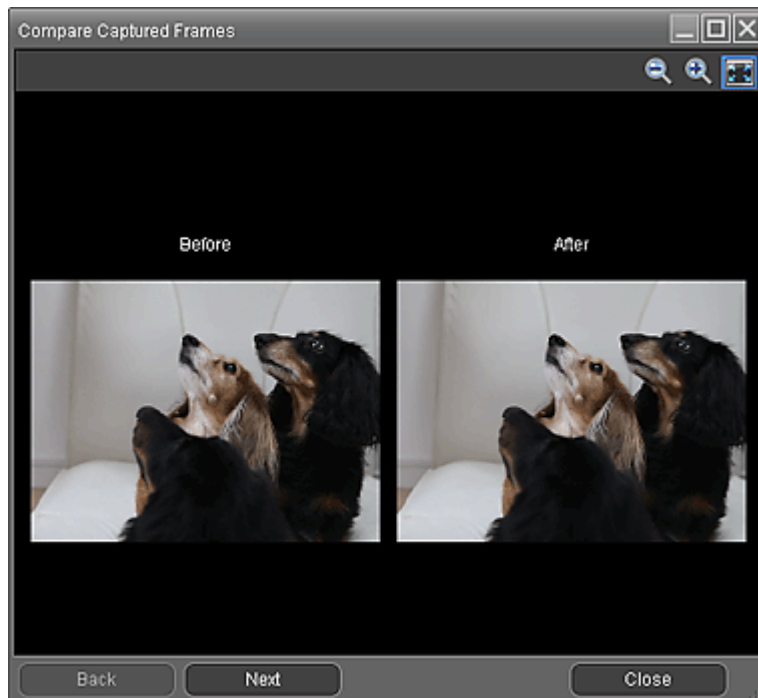 Compare Captured Frames
Before
After
Back
Next
Close